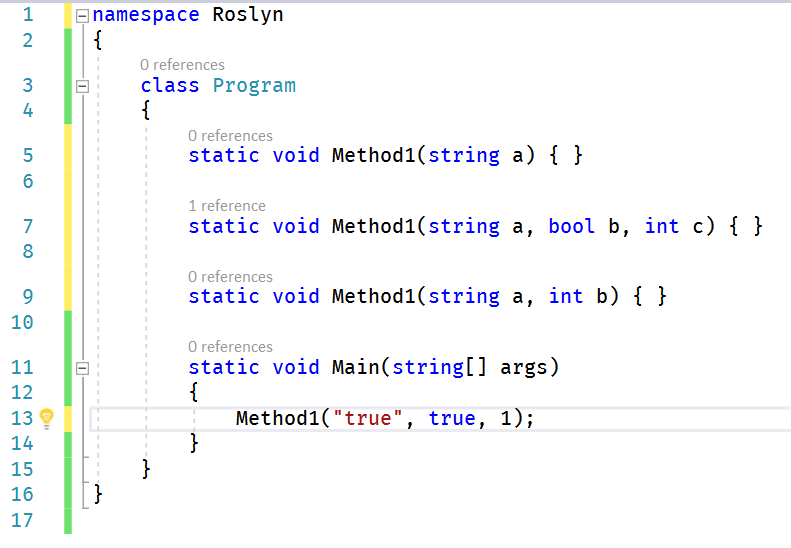 1 namespace Roslyn
2 {
0 references
3 class Program
4 {
0 references
5 static void Method1(string a) { }
6
1 reference
7 static void Method1(string a, bool b, int c) { }
8
0 references
9 static void Method1(string a, int b) { }
10
0 references
11 static void Main(string[] args)
12 {
13 Method1("true", true, 1);
14 }
15 }
16 }
17